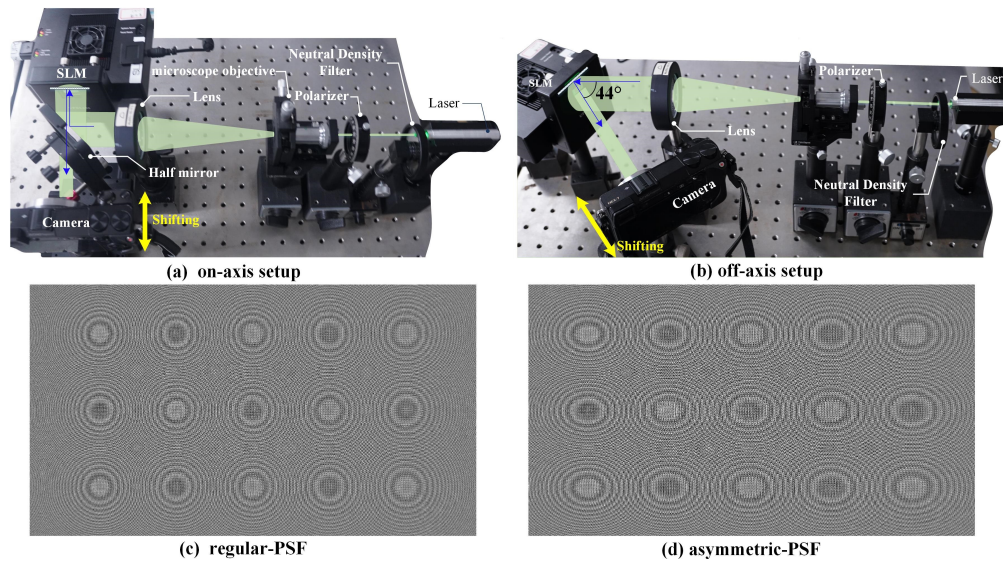 SLM
microscope objective
Lens
Neutral Density
Filter
Polarizer
Laser
Half mirror
Camera
Shifting
(a) on-axis setup
SLM
44°
Polarizer
Laser
Lens
Camera
Neutral Density
Filter
Shifting
(b) off-axis setup
(c) regular-PSF
(d) asymmetric-PSF